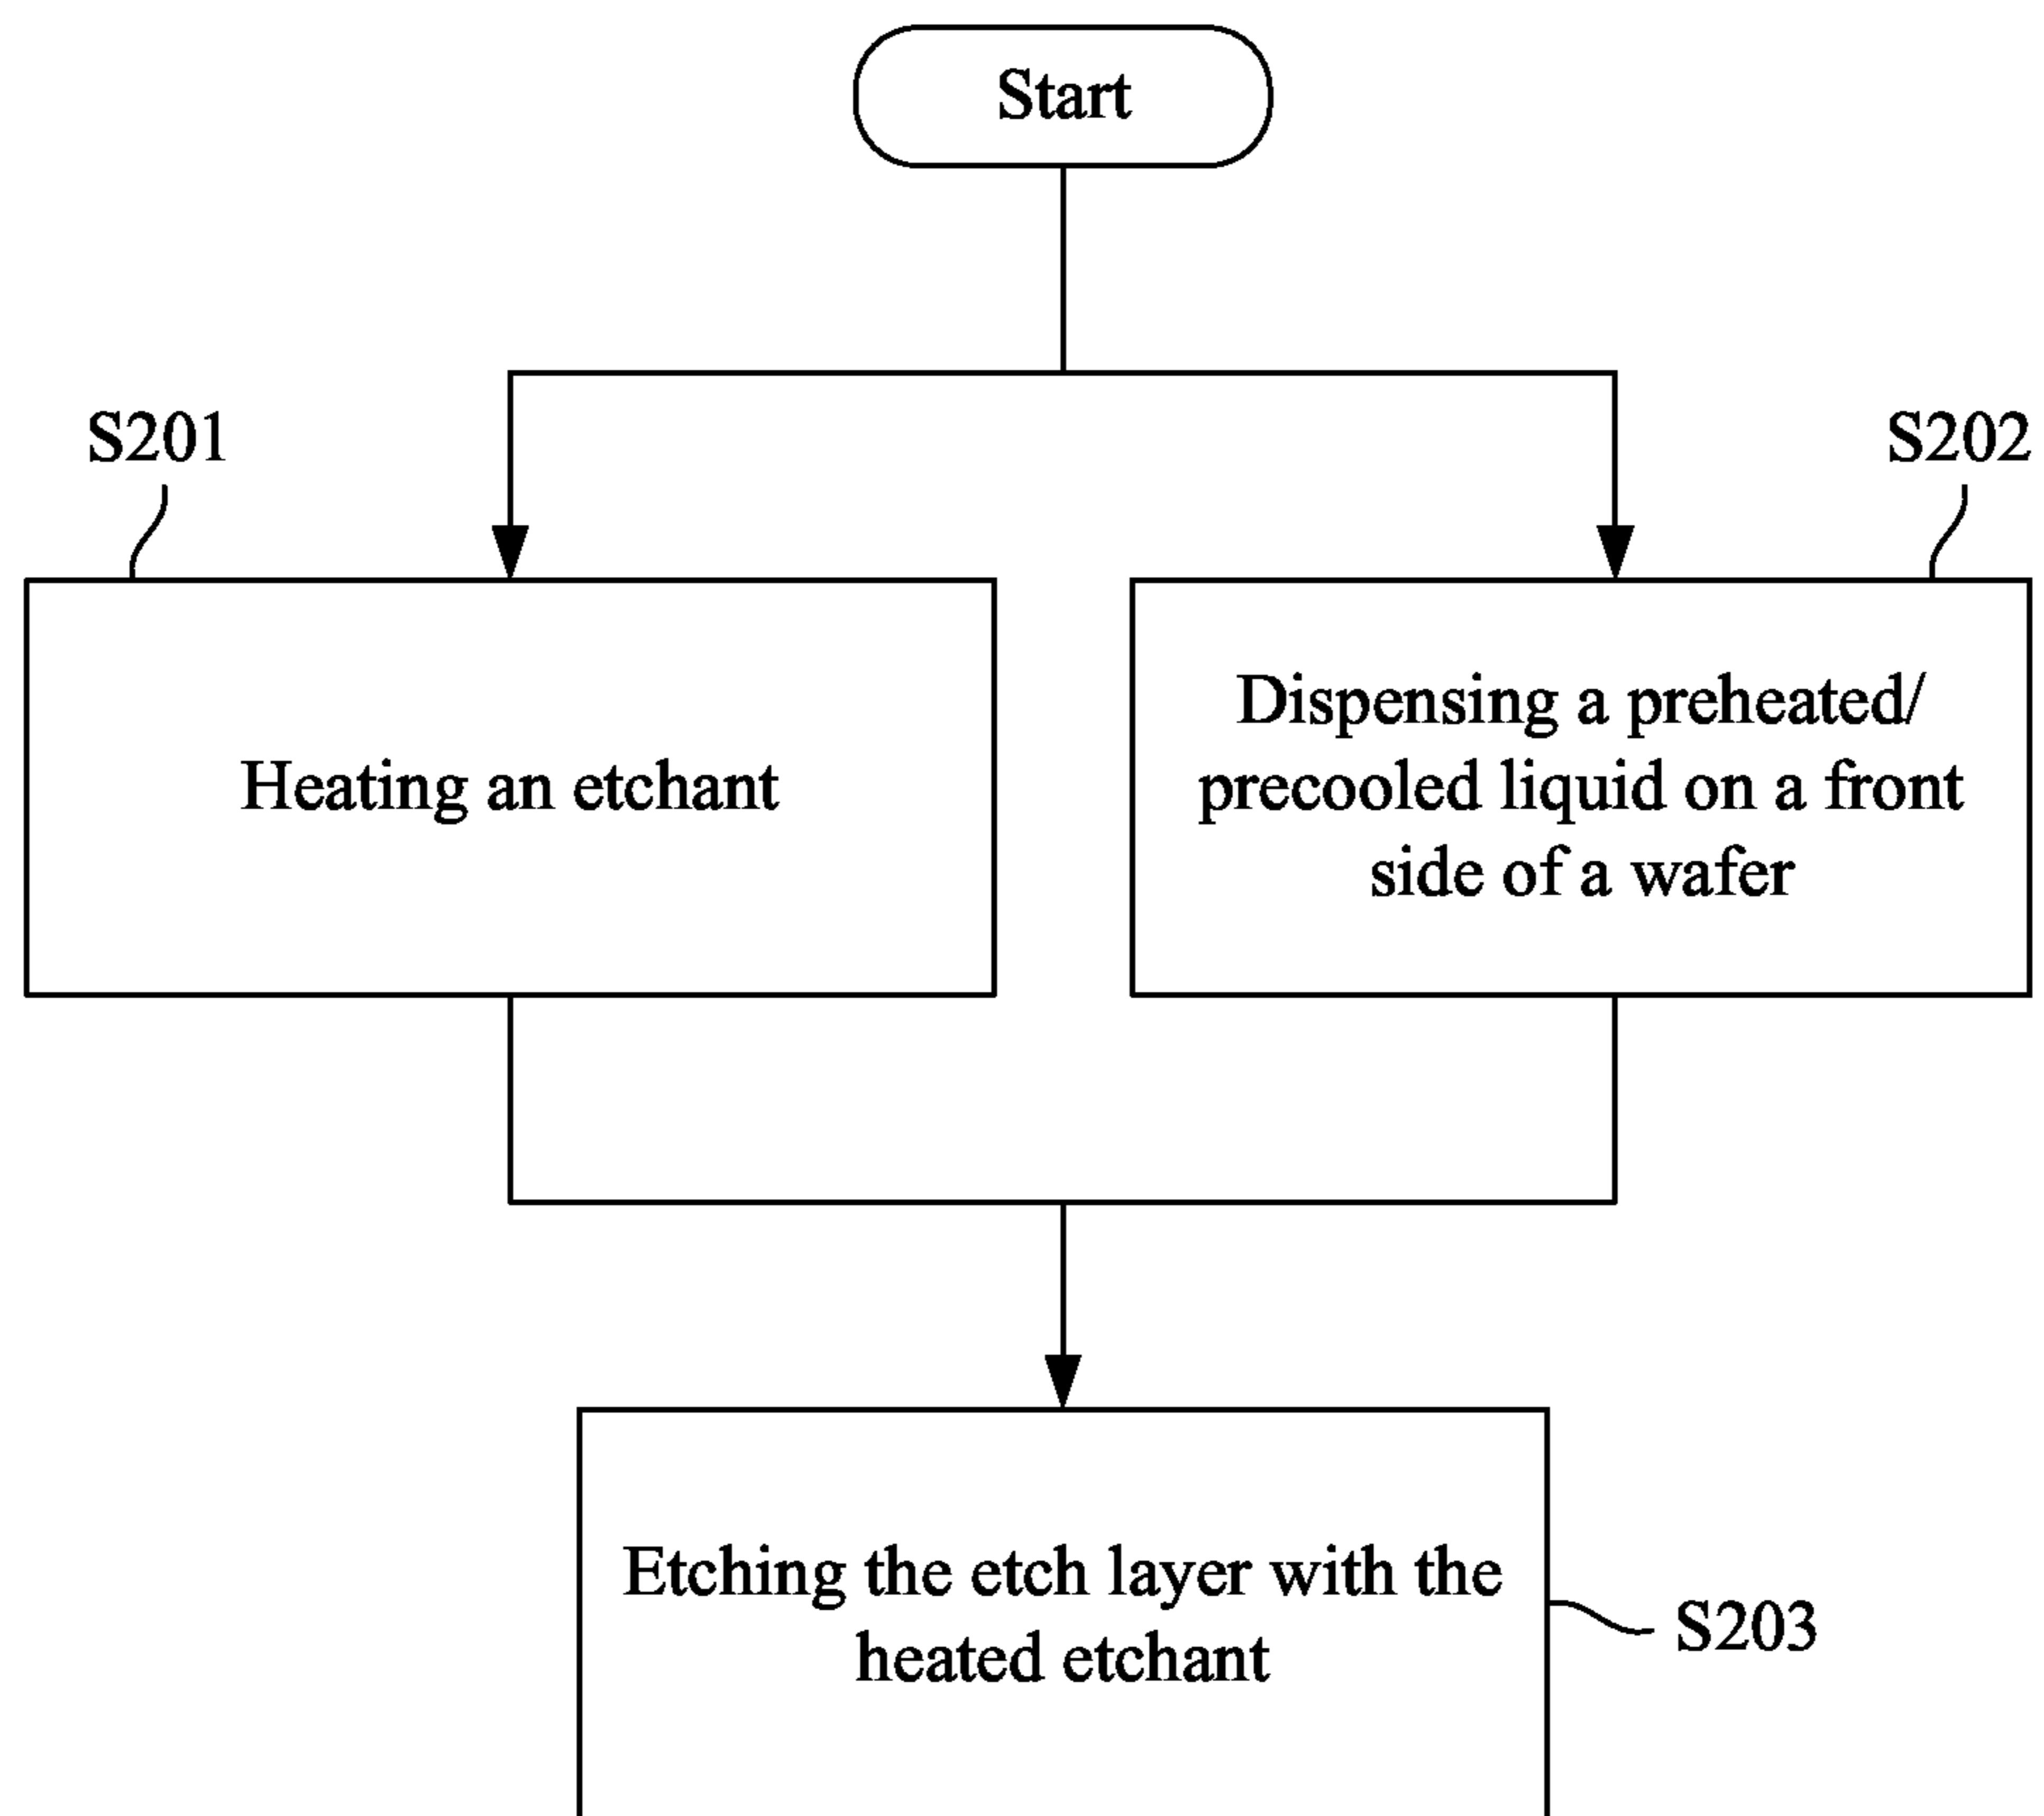 Start
S201
S202
Heating an etchant
Dispensing a preheated/
precooled liquid on a front
side of a wafer
Etching the etch layer with the
heated etchant
S203